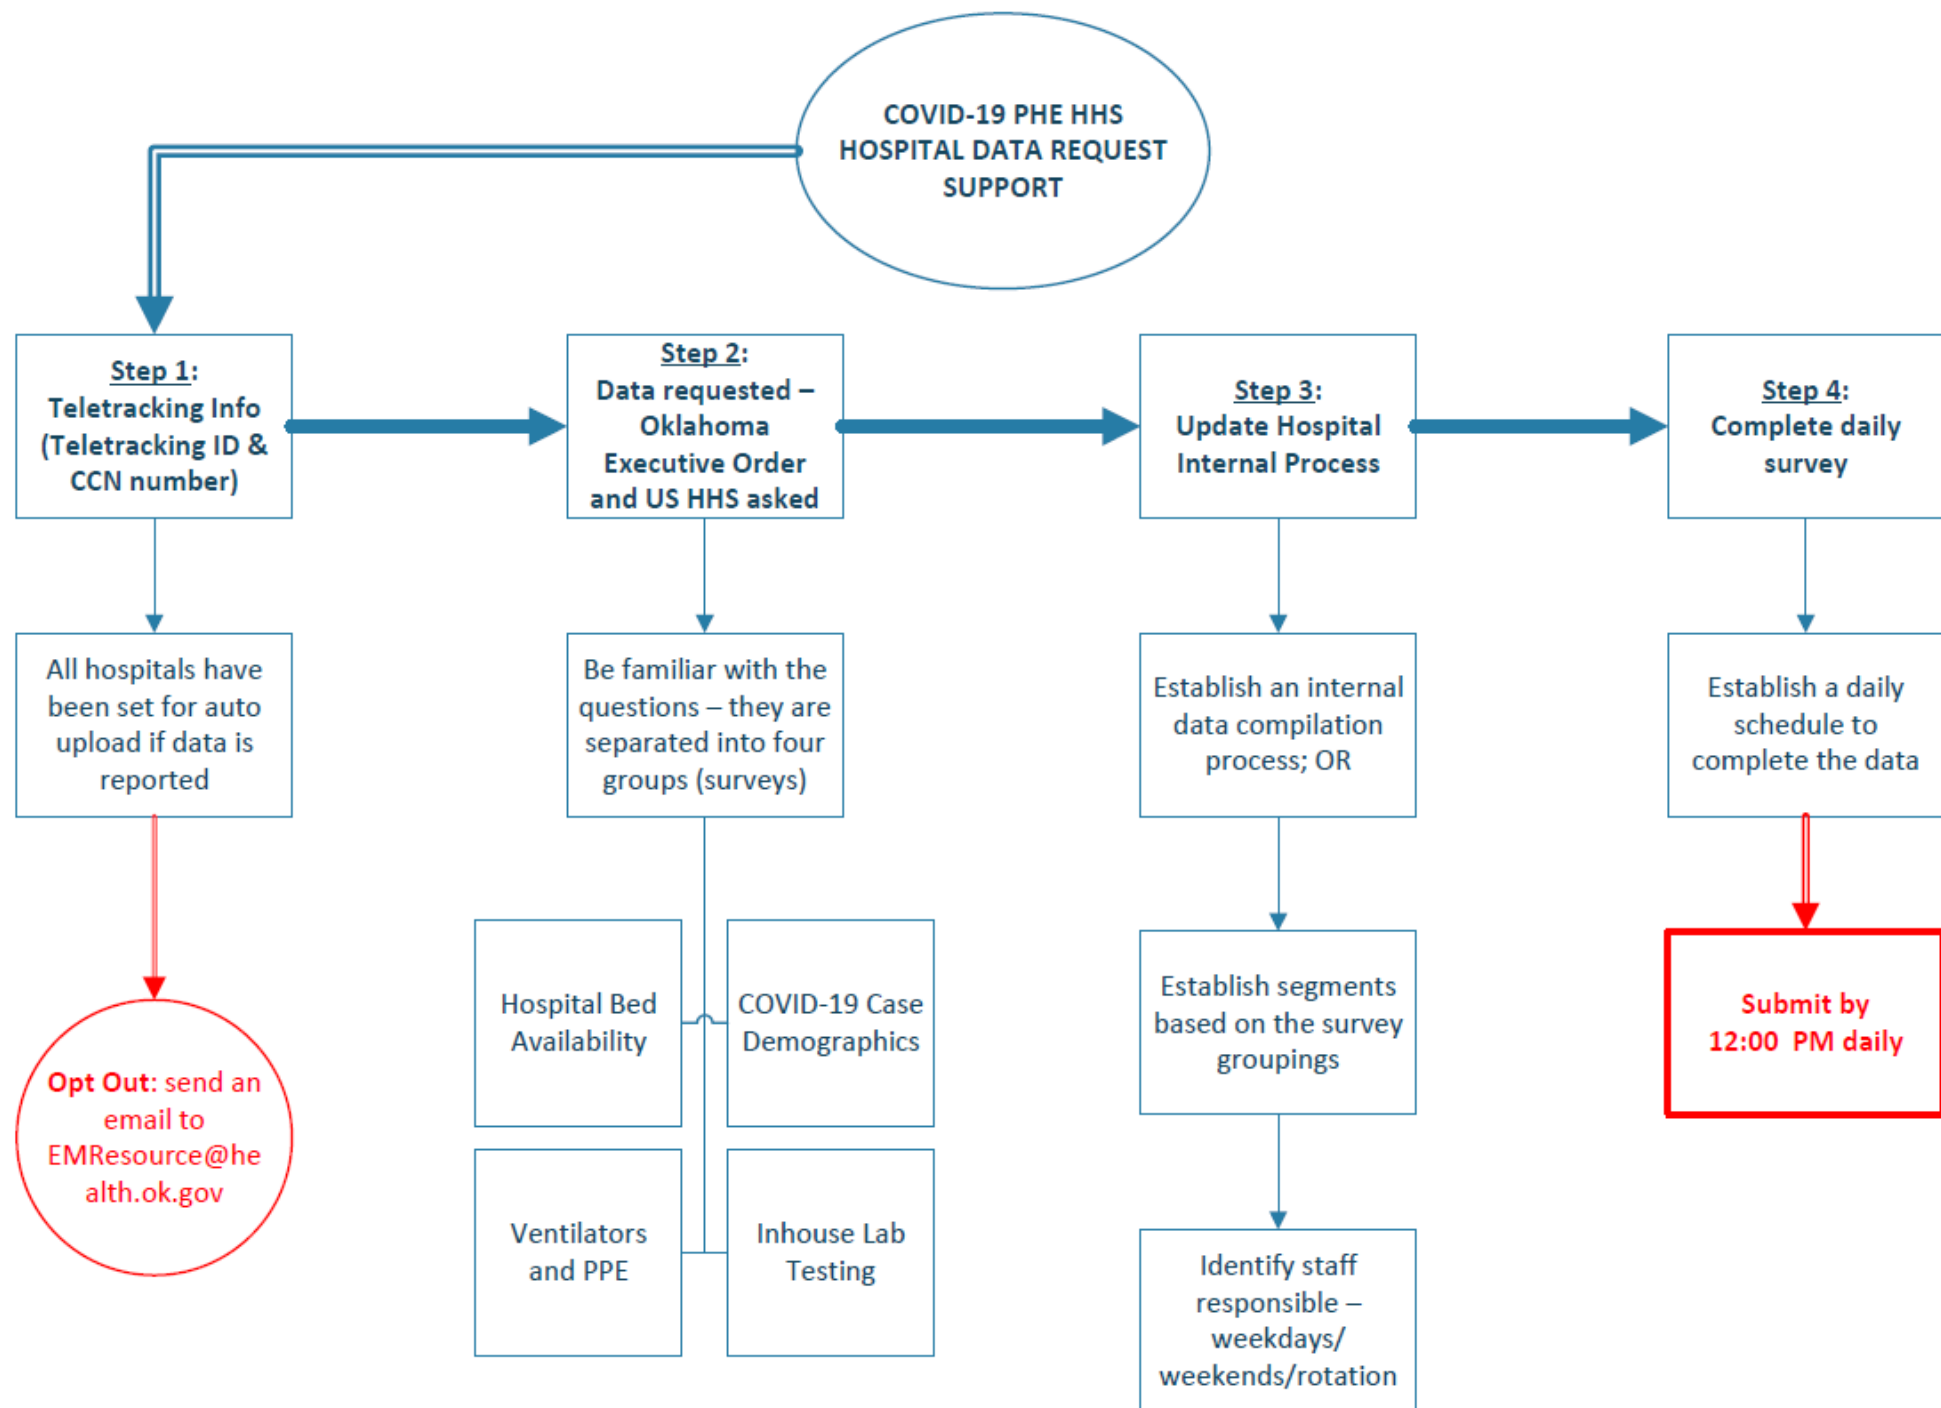 COVID-19 PHE HHS
HOSPITAL DATA REQUEST
SUPPORT
Step 1:
Teletracking Info
(Teletracking ID &
CCN number)
Step 2:
Data requested –
Oklahoma
Executive Order
and US HHS asked
Step 3:
Update Hospital
Internal Process
Step 4:
Complete daily
survey
All hospitals have
been set for auto
upload if data is
reported
Be familiar with the
questions – they are
separated into four
groups (surveys)
Establish an internal
data compilation
process; OR
Establish a daily
schedule to
complete the data
Opt Out: send an
email to
EMResource@he
alth.ok.gov
Hospital Bed
Availability
COVID-19 Case
Demographics
Ventilators
and PPE
Inhouse Lab
Testing
Establish segments
based on the survey
groupings
Identify staff
responsible –
weekdays/
weekends/rotation
Submit by
12:00  PM daily